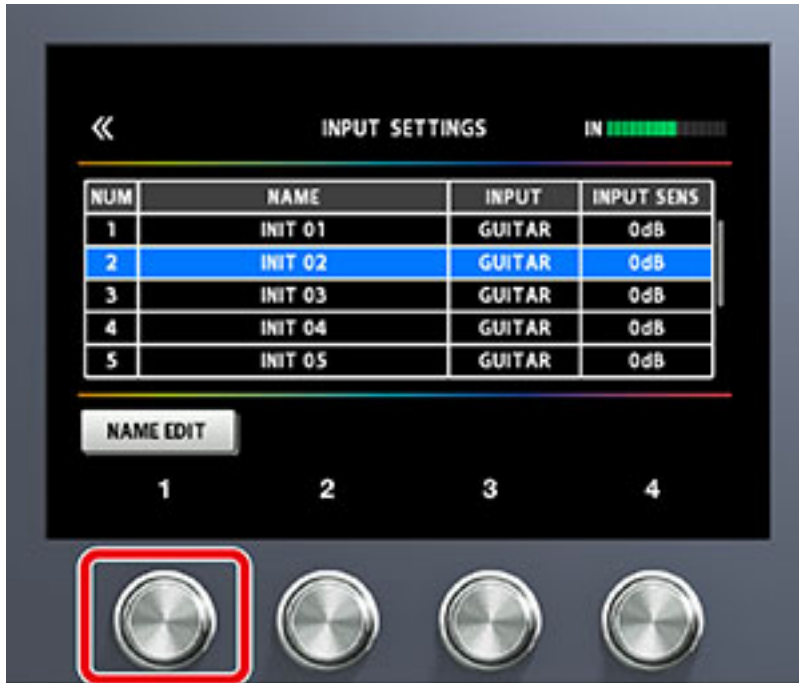 «	INPUT SETTINGS	IN
NUM	NAME	INPUT	INPUT SENS
1	INIT 01	GUITAR	0dB
2	INIT 02	GUITAR	0dB
3	INIT 03	GUITAR	0dB
4	INIT 04	GUITAR	0dB
5	INIT 05	GUITAR	0dB
NAME EDIT
1	2	3	4